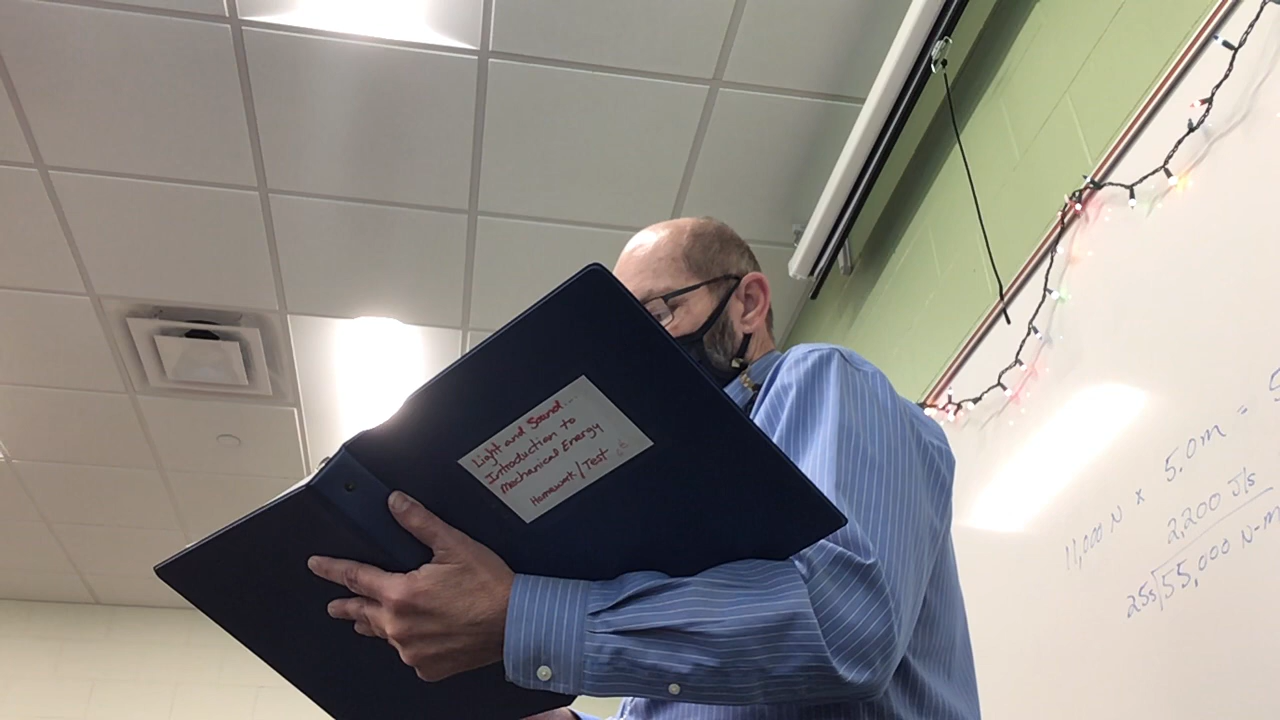 Light and Sound...
Introduction to
Mechanical Energy
Homework/Test
11,000 N x 5.0m =
2,200 J/s
25s)55,000 N-m